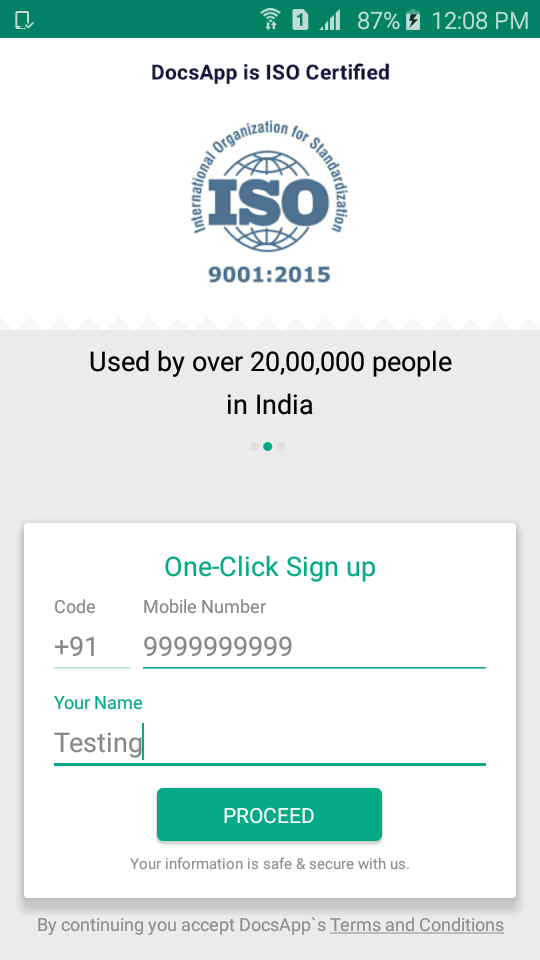 1 87% 12:08 PM
DocsApp is ISO Certified
International Organization for Standardization
ISO
9001:2015
Used by over 20,00,000 people
in India
One-Click Sign up
Code Mobile Number
+91 9999999999
Your Name
Testing
PROCEED
Your information is safe & secure with us.
By continuing you accept DocsApp`s Terms and Conditions